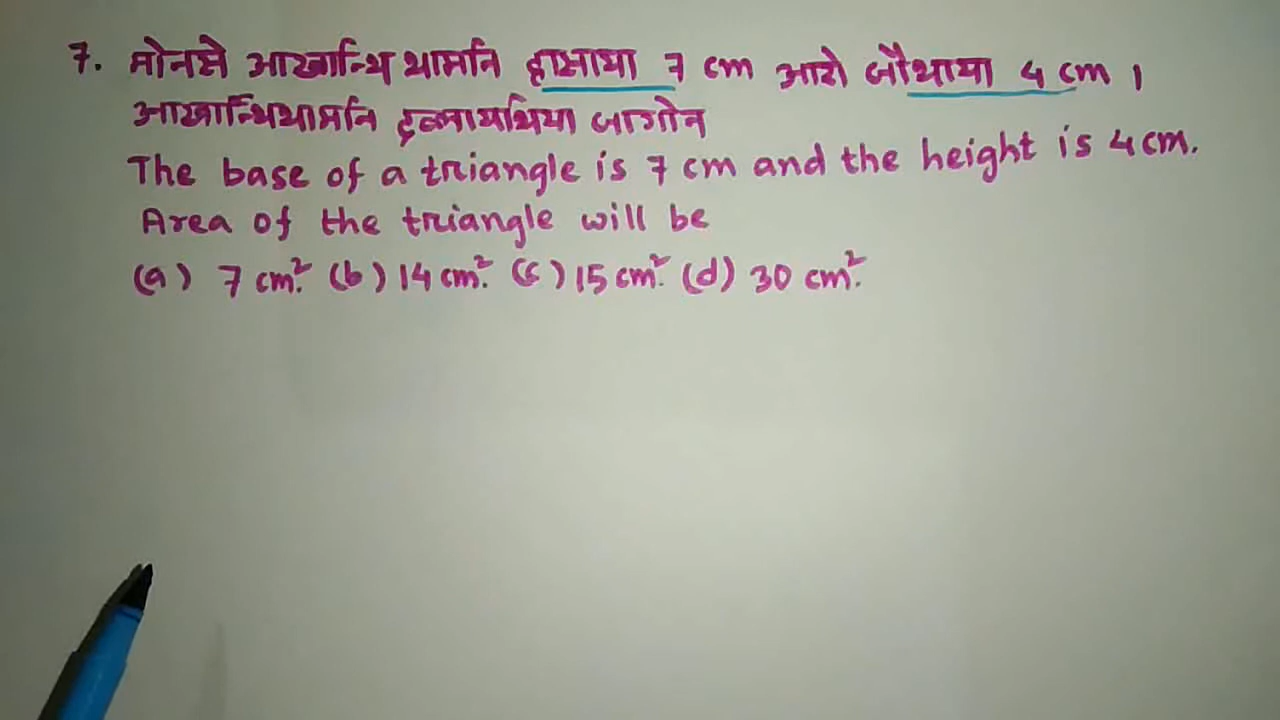 7. मोनसे आखान्थि थामनि हासाया 7 cm आरो जौथाया 4 cm ।
आखान्थिथामनि दब्लायथिया जागोन
The base of a triangle is 7 cm and the height is 4 cm.
Area of the triangle will be
(a) 7 cm². (b) 14 cm². (c) 15 cm². (d) 30 cm².